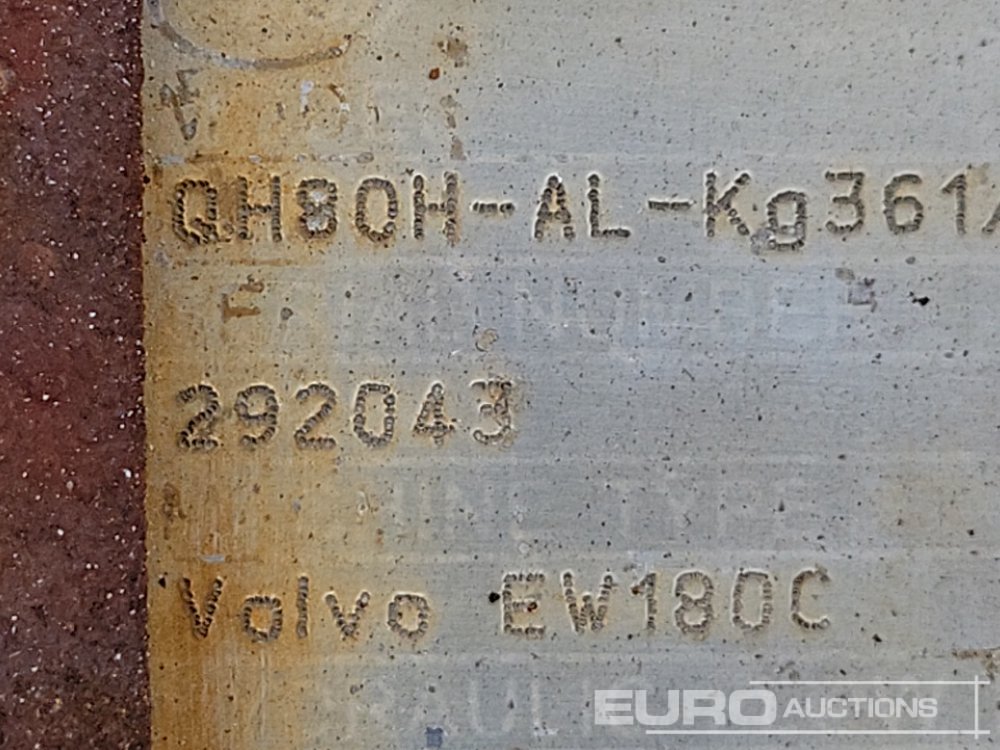 QH80H-AL-Kg361
292043
Volvo EW180C
EURO AUCTIONS